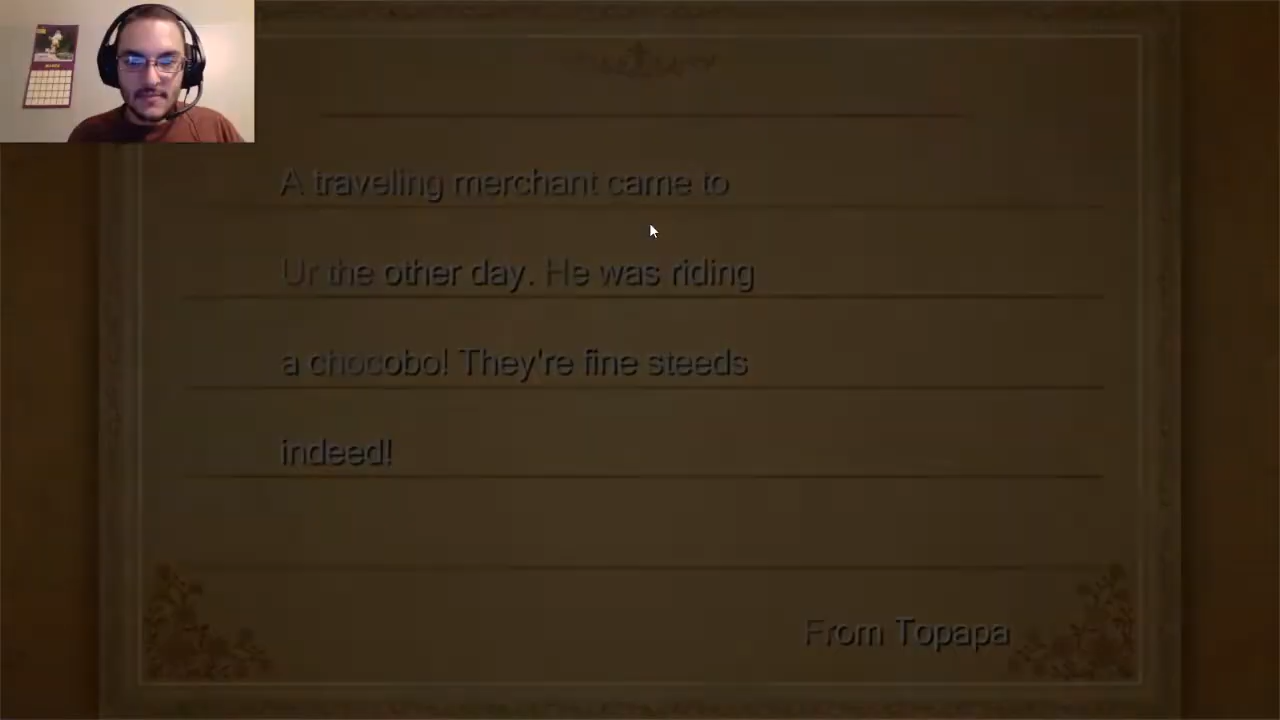 A traveling merchant came to
Ur the other day. He was riding
a chocobo! They're fine steeds
indeed!
From Topapa